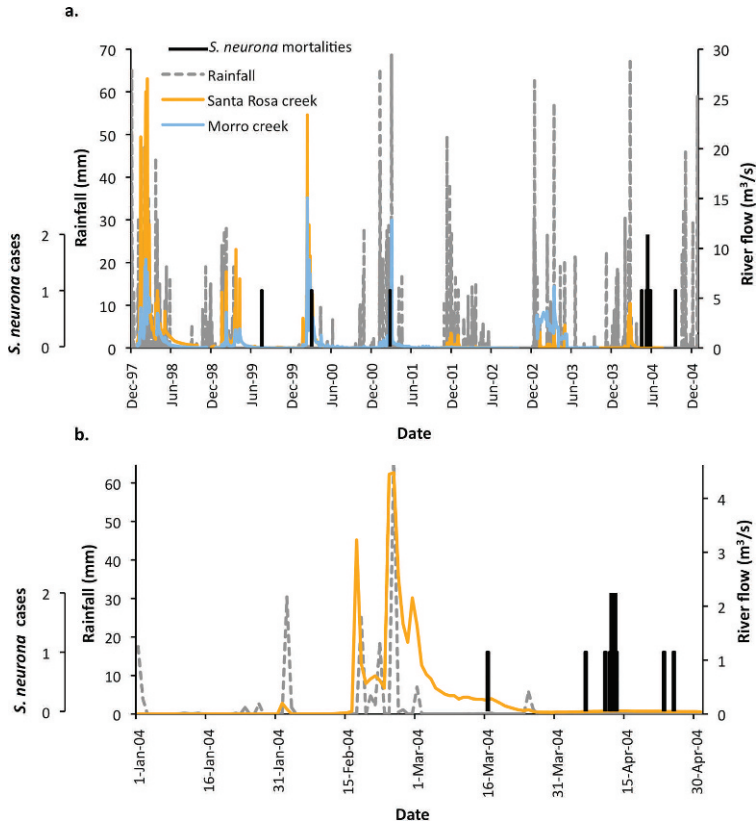 a.
S. neurona mortalities
Rainfall
Santa Rosa creek
Morro creek
70
60
50
40
30
20
10
0
Rainfall (mm)
2
1
0
S. neurona cases
30
25
20
15
10
5
0
River flow (m³/s)
Dec-97
Jun-98
Dec-98
Jun-99
Dec-99
Jun-00
Dec-00
Jun-01
Dec-01
Jun-02
Dec-02
Jun-03
Dec-03
Jun-04
Dec-04
Date
b.
60
50
40
30
20
10
0
Rainfall (mm)
2
1
0
S. neurona cases
4
3
2
1
0
River flow (m³/s)
1-Jan-04
16-Jan-04
31-Jan-04
15-Feb-04
1-Mar-04
16-Mar-04
31-Mar-04
15-Apr-04
30-Apr-04
Date